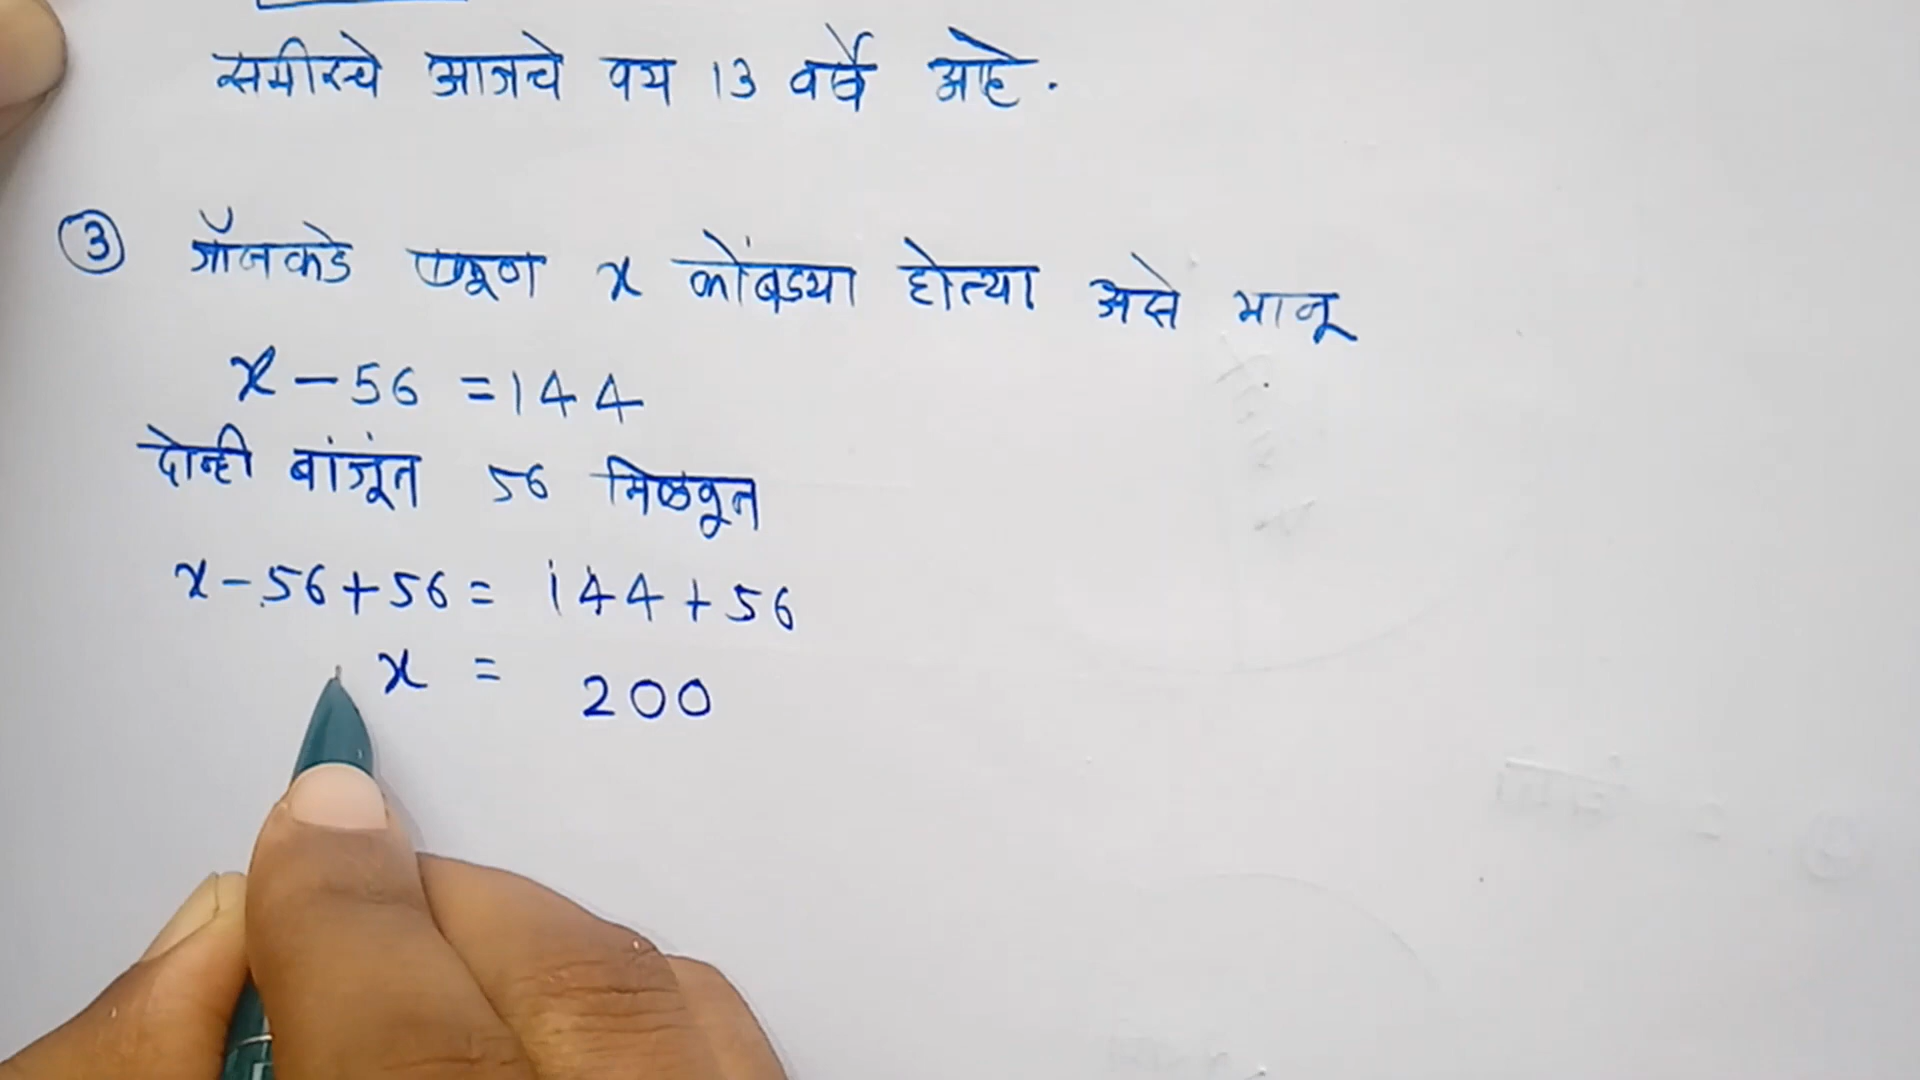 समीरचे आजचे वय 13 वर्षे आहे.
③ जॉजकडे एकूण x कोंबड्या होत्या असे मानू
x - 56 = 144
दोन्ही बांजूंत 56 मिळवून
x - 56 + 56 = 144 + 56
x = 200